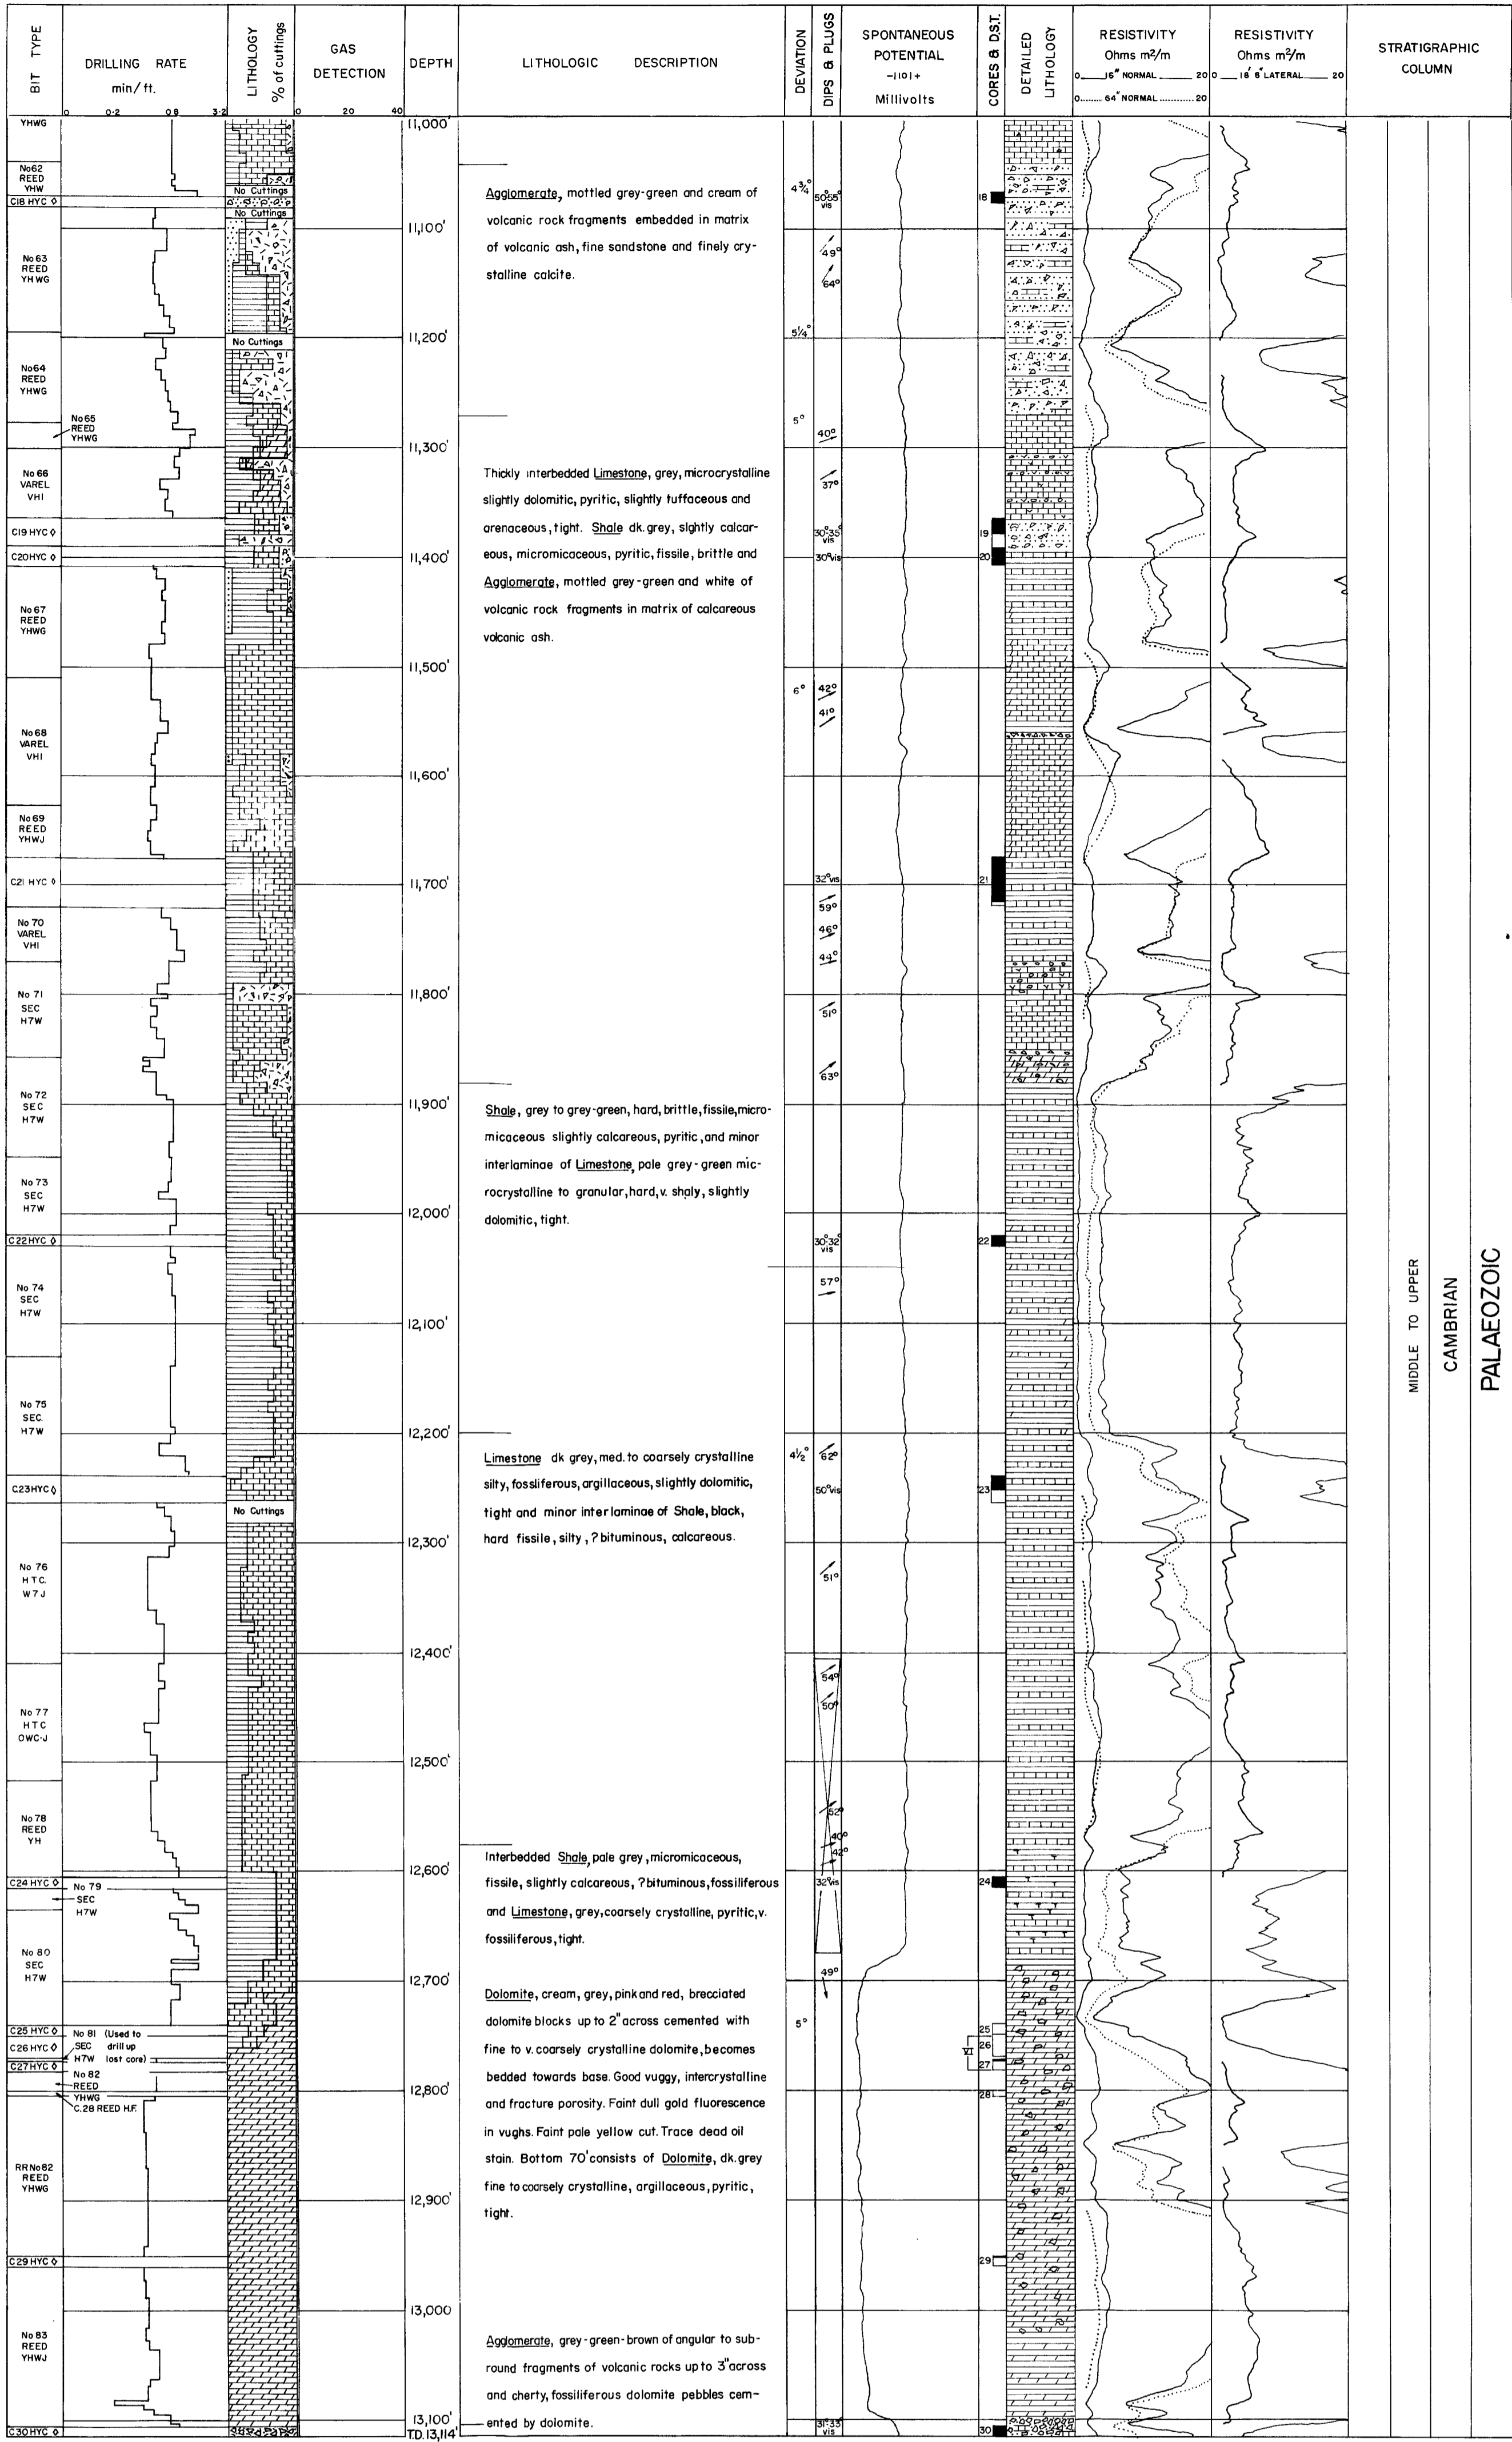 BIT TYPE
DRILLING RATE
min/ft.
0 0·2 0·8 3·2
LITHOLOGY
% of cuttings
GAS
DETECTION
0 20 40
DEPTH
LITHOLOGIC DESCRIPTION
DEVIATION
DIPS & PLUGS
SPONTANEOUS
POTENTIAL
-|10|+
Millivolts
CORES & D.S.T.
DETAILED
LITHOLOGY
RESISTIVITY
Ohms m²/m
0 16" NORMAL 20
0 64" NORMAL 20
RESISTIVITY
Ohms m²/m
0 18' 8" LATERAL 20
STRATIGRAPHIC
COLUMN
YHWG
No62
REED
YHW
C18 HYC ◊
No 63
REED
YHWG
No64
REED
YHWG
No65
REED
YHWG
No 66
VAREL
VHI
C19 HYC ◊
C20HYC ◊
No 67
REED
YHWG
No 68
VAREL
VHI
No 69
REED
YHWJ
C21 HYC ◊
No 70
VAREL
VHI
No 71
SEC
H7W
No 72
SEC
H7W
No 73
SEC
H7W
C22HYC ◊
No 74
SEC
H7W
No 75
SEC.
H7W
C23HYC ◊
No 76
HTC.
W7J
No 77
HTC
OWC-J
No 78
REED
YH
C24 HYC ◊
No 79
SEC
H7W
No 80
SEC
H7W
C25 HYC ◊
No 81 (Used to
SEC drill up
H7W lost core)
C26HYC ◊
C27HYC ◊
No 82
REED
YHWG
C.28 REED H.F.
RRNo82
REED
YHWG
C29 HYC ◊
No 83
REED
YHWJ
C30HYC ◊
No Cuttings
No Cuttings
No Cuttings
No Cuttings
11,000'
11,100'
11,200'
11,300'
11,400'
11,500'
11,600'
11,700'
11,800'
11,900'
12,000'
12,100'
12,200'
12,300'
12,400'
12,500'
12,600'
12,700'
12,800'
12,900'
13,000
13,100'
T.D. 13,114'
Agglomerate, mottled grey-green and cream of
volcanic rock fragments embedded in matrix
of volcanic ash, fine sandstone and finely cry-
stalline calcite.
Thickly interbedded Limestone, grey, microcrystalline
slightly dolomitic, pyritic, slightly tuffaceous and
arenaceous, tight. Shale dk. grey, slghtly calcar-
eous, micromicaceous, pyritic, fissile, brittle and
Agglomerate, mottled grey-green and white of
volcanic rock fragments in matrix of calcareous
volcanic ash.
Shale, grey to grey-green, hard, brittle, fissile, micro-
micaceous slightly calcareous, pyritic, and minor
interlaminae of Limestone, pale grey-green mic-
rocrystalline to granular, hard, v. shaly, slightly
dolomitic, tight.
Limestone dk grey, med. to coarsely crystalline
silty, fossliferous, argillaceous, slightly dolomitic,
tight and minor interlaminae of Shale, black,
hard fissile, silty, ? bituminous, calcareous.
Interbedded Shale, pale grey, micromicaceous,
fissile, slightly calcareous, ?bituminous, fossiliferous
and Limestone, grey, coarsely crystalline, pyritic, v.
fossiliferous, tight.
Dolomite, cream, grey, pink and red, brecciated
dolomite blocks up to 2" across cemented with
fine to v. coarsely crystalline dolomite, becomes
bedded towards base. Good vuggy, intercrystalline
and fracture porosity. Faint dull gold fluorescence
in vughs. Faint pale yellow cut. Trace dead oil
stain. Bottom 70' consists of Dolomite, dk. grey
fine to coarsely crystalline, argillaceous, pyritic,
tight.
Agglomerate, grey-green-brown of angular to sub-
round fragments of volcanic rocks up to 3" across
and cherty, fossiliferous dolomite pebbles cem-
ented by dolomite.
4¾°
5¼°
5°
6°
4½°
5°
50-55°
vis
49°
64°
40°
37°
30-35°
vis
30°vis
42°
41°
32°vis
59°
46°
44°
51°
63°
30-32°
vis
57°
62°
50°vis
51°
54°
50°
52°
40°
42°
32°vis
49°
31-33°
vis
18
19
20
21
22
23
24
25
VI
26
27
28
29
30
MIDDLE TO UPPER
CAMBRIAN
PALAEOZOIC